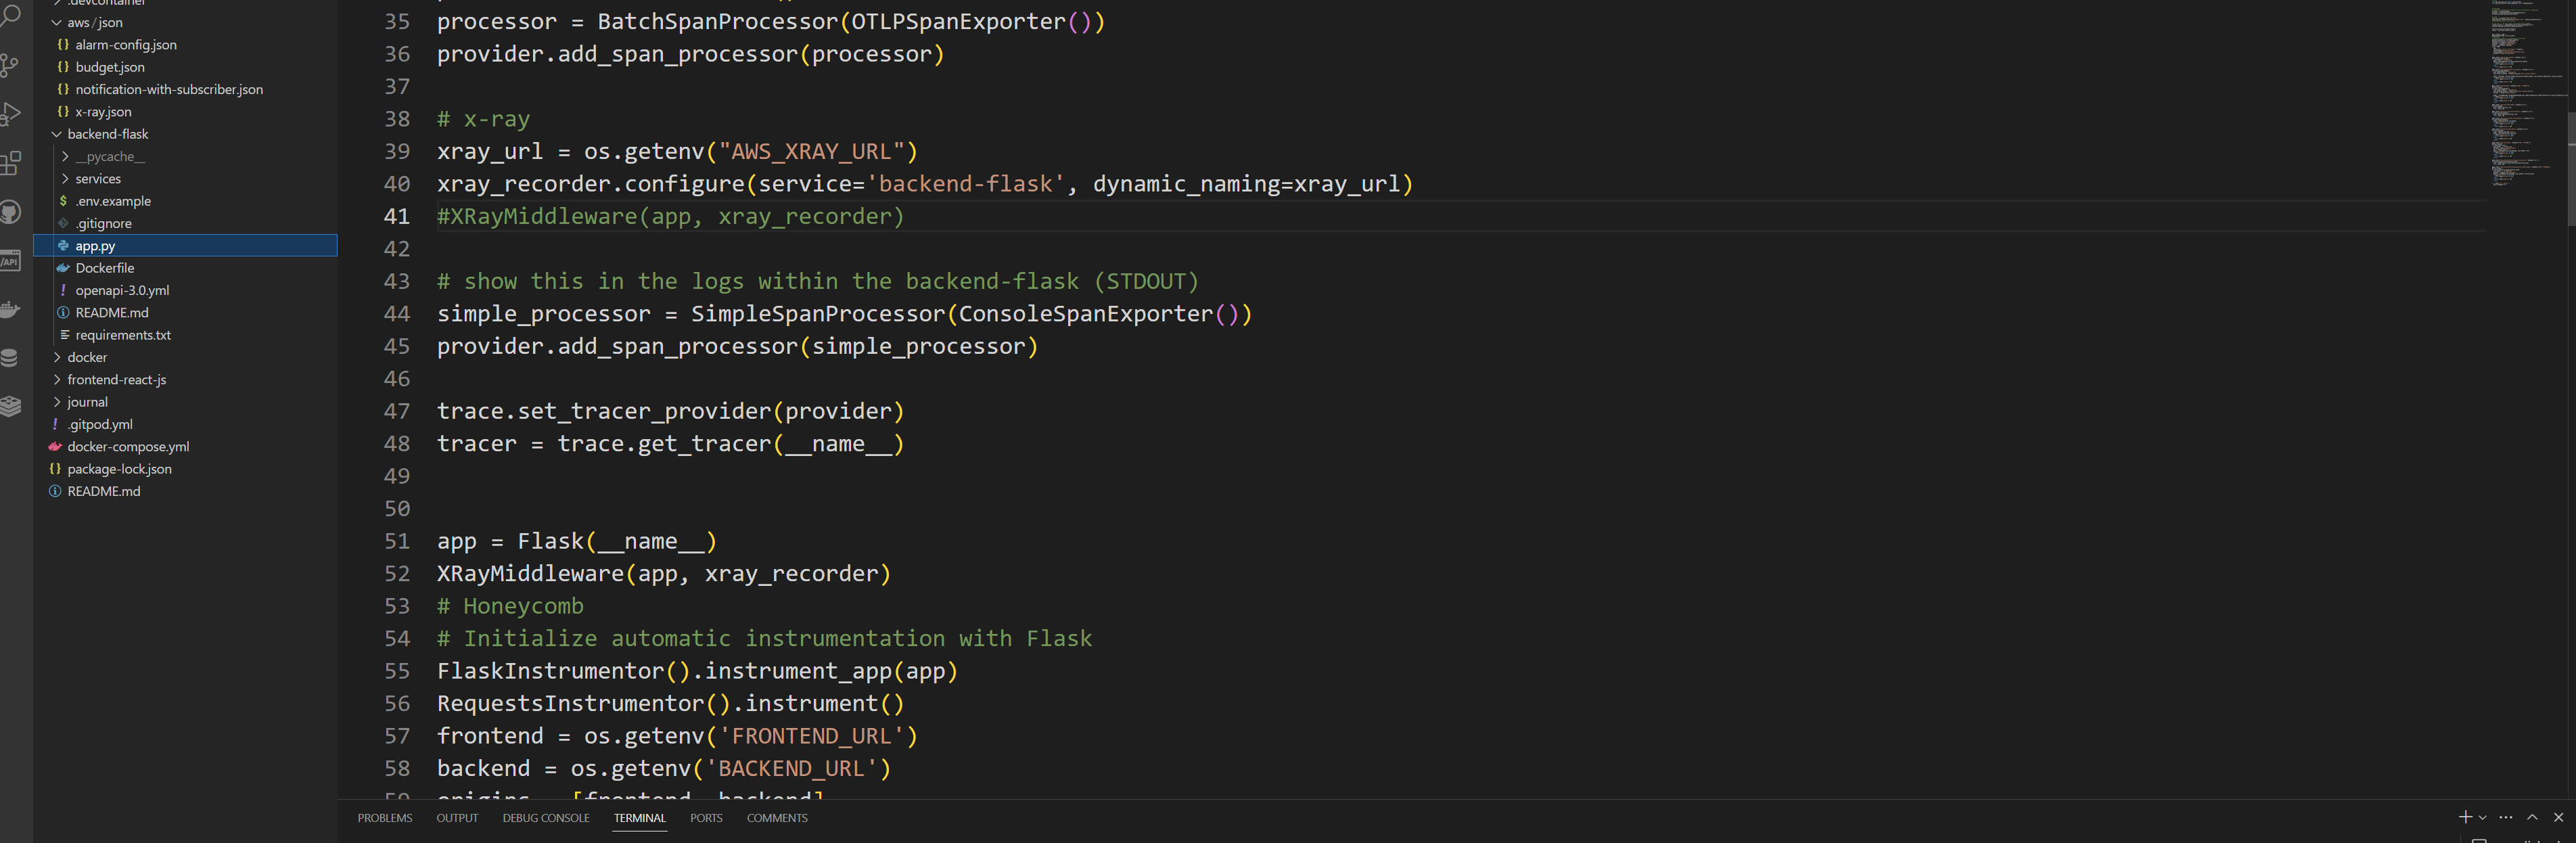 .devcontainer
aws/json
alarm-config.json
budget.json
notification-with-subscriber.json
x-ray.json
backend-flask
__pycache__
services
.env.example
.gitignore
app.py
Dockerfile
openapi-3.0.yml
README.md
requirements.txt
docker
frontend-react-js
journal
.gitpod.yml
docker-compose.yml
package-lock.json
README.md
35 processor = BatchSpanProcessor(OTLPSpanExporter())
36 provider.add_span_processor(processor)
37
38 # x-ray
39 xray_url = os.getenv("AWS_XRAY_URL")
40 xray_recorder.configure(service='backend-flask', dynamic_naming=xray_url)
41 #XRayMiddleware(app, xray_recorder)
42
43 # show this in the logs within the backend-flask (STDOUT)
44 simple_processor = SimpleSpanProcessor(ConsoleSpanExporter())
45 provider.add_span_processor(simple_processor)
46
47 trace.set_tracer_provider(provider)
48 tracer = trace.get_tracer(__name__)
49
50
51 app = Flask(__name__)
52 XRayMiddleware(app, xray_recorder)
53 # Honeycomb
54 # Initialize automatic instrumentation with Flask
55 FlaskInstrumentor().instrument_app(app)
56 RequestsInstrumentor().instrument()
57 frontend = os.getenv('FRONTEND_URL')
58 backend = os.getenv('BACKEND_URL')
59 origins = [frontend, backend]
PROBLEMS OUTPUT DEBUG CONSOLE TERMINAL PORTS COMMENTS